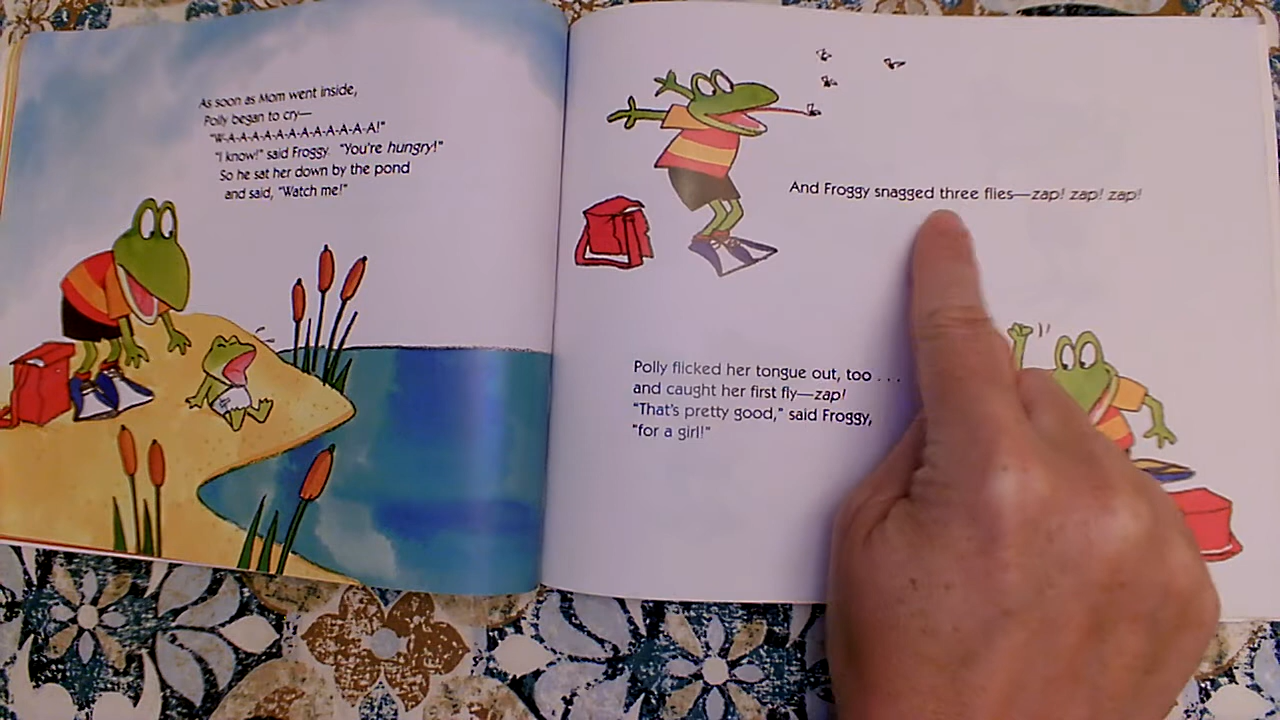 As soon as Mom went inside,
Polly began to cry—
"W-A-A-A-A-A-A-A-A-A-A-A-A!"
"I know!" said Froggy. "You're hungry!"
So he sat her down by the pond
and said, "Watch me!"
And Froggy snagged three flies—zap! zap! zap!
Polly flicked her tongue out, too . . .
and caught her first fly—zap!
"That's pretty good," said Froggy,
"for a girl!"